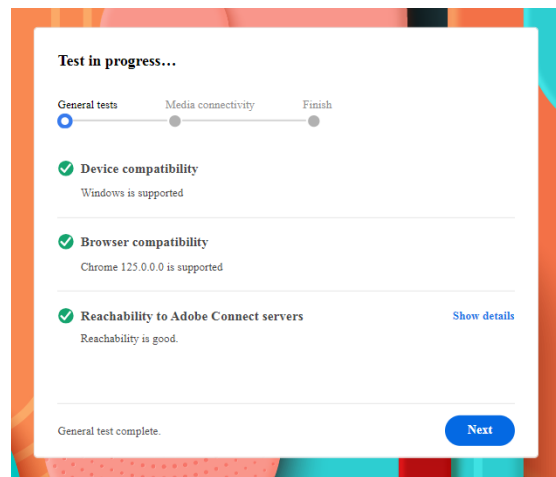 Test in progress...
General tests Media connectivity Finish
Device compatibility
Windows is supported
Browser compatibility
Chrome 125.0.0.0 is supported
Reachability to Adobe Connect servers Show details
Reachability is good.
General test complete. Next